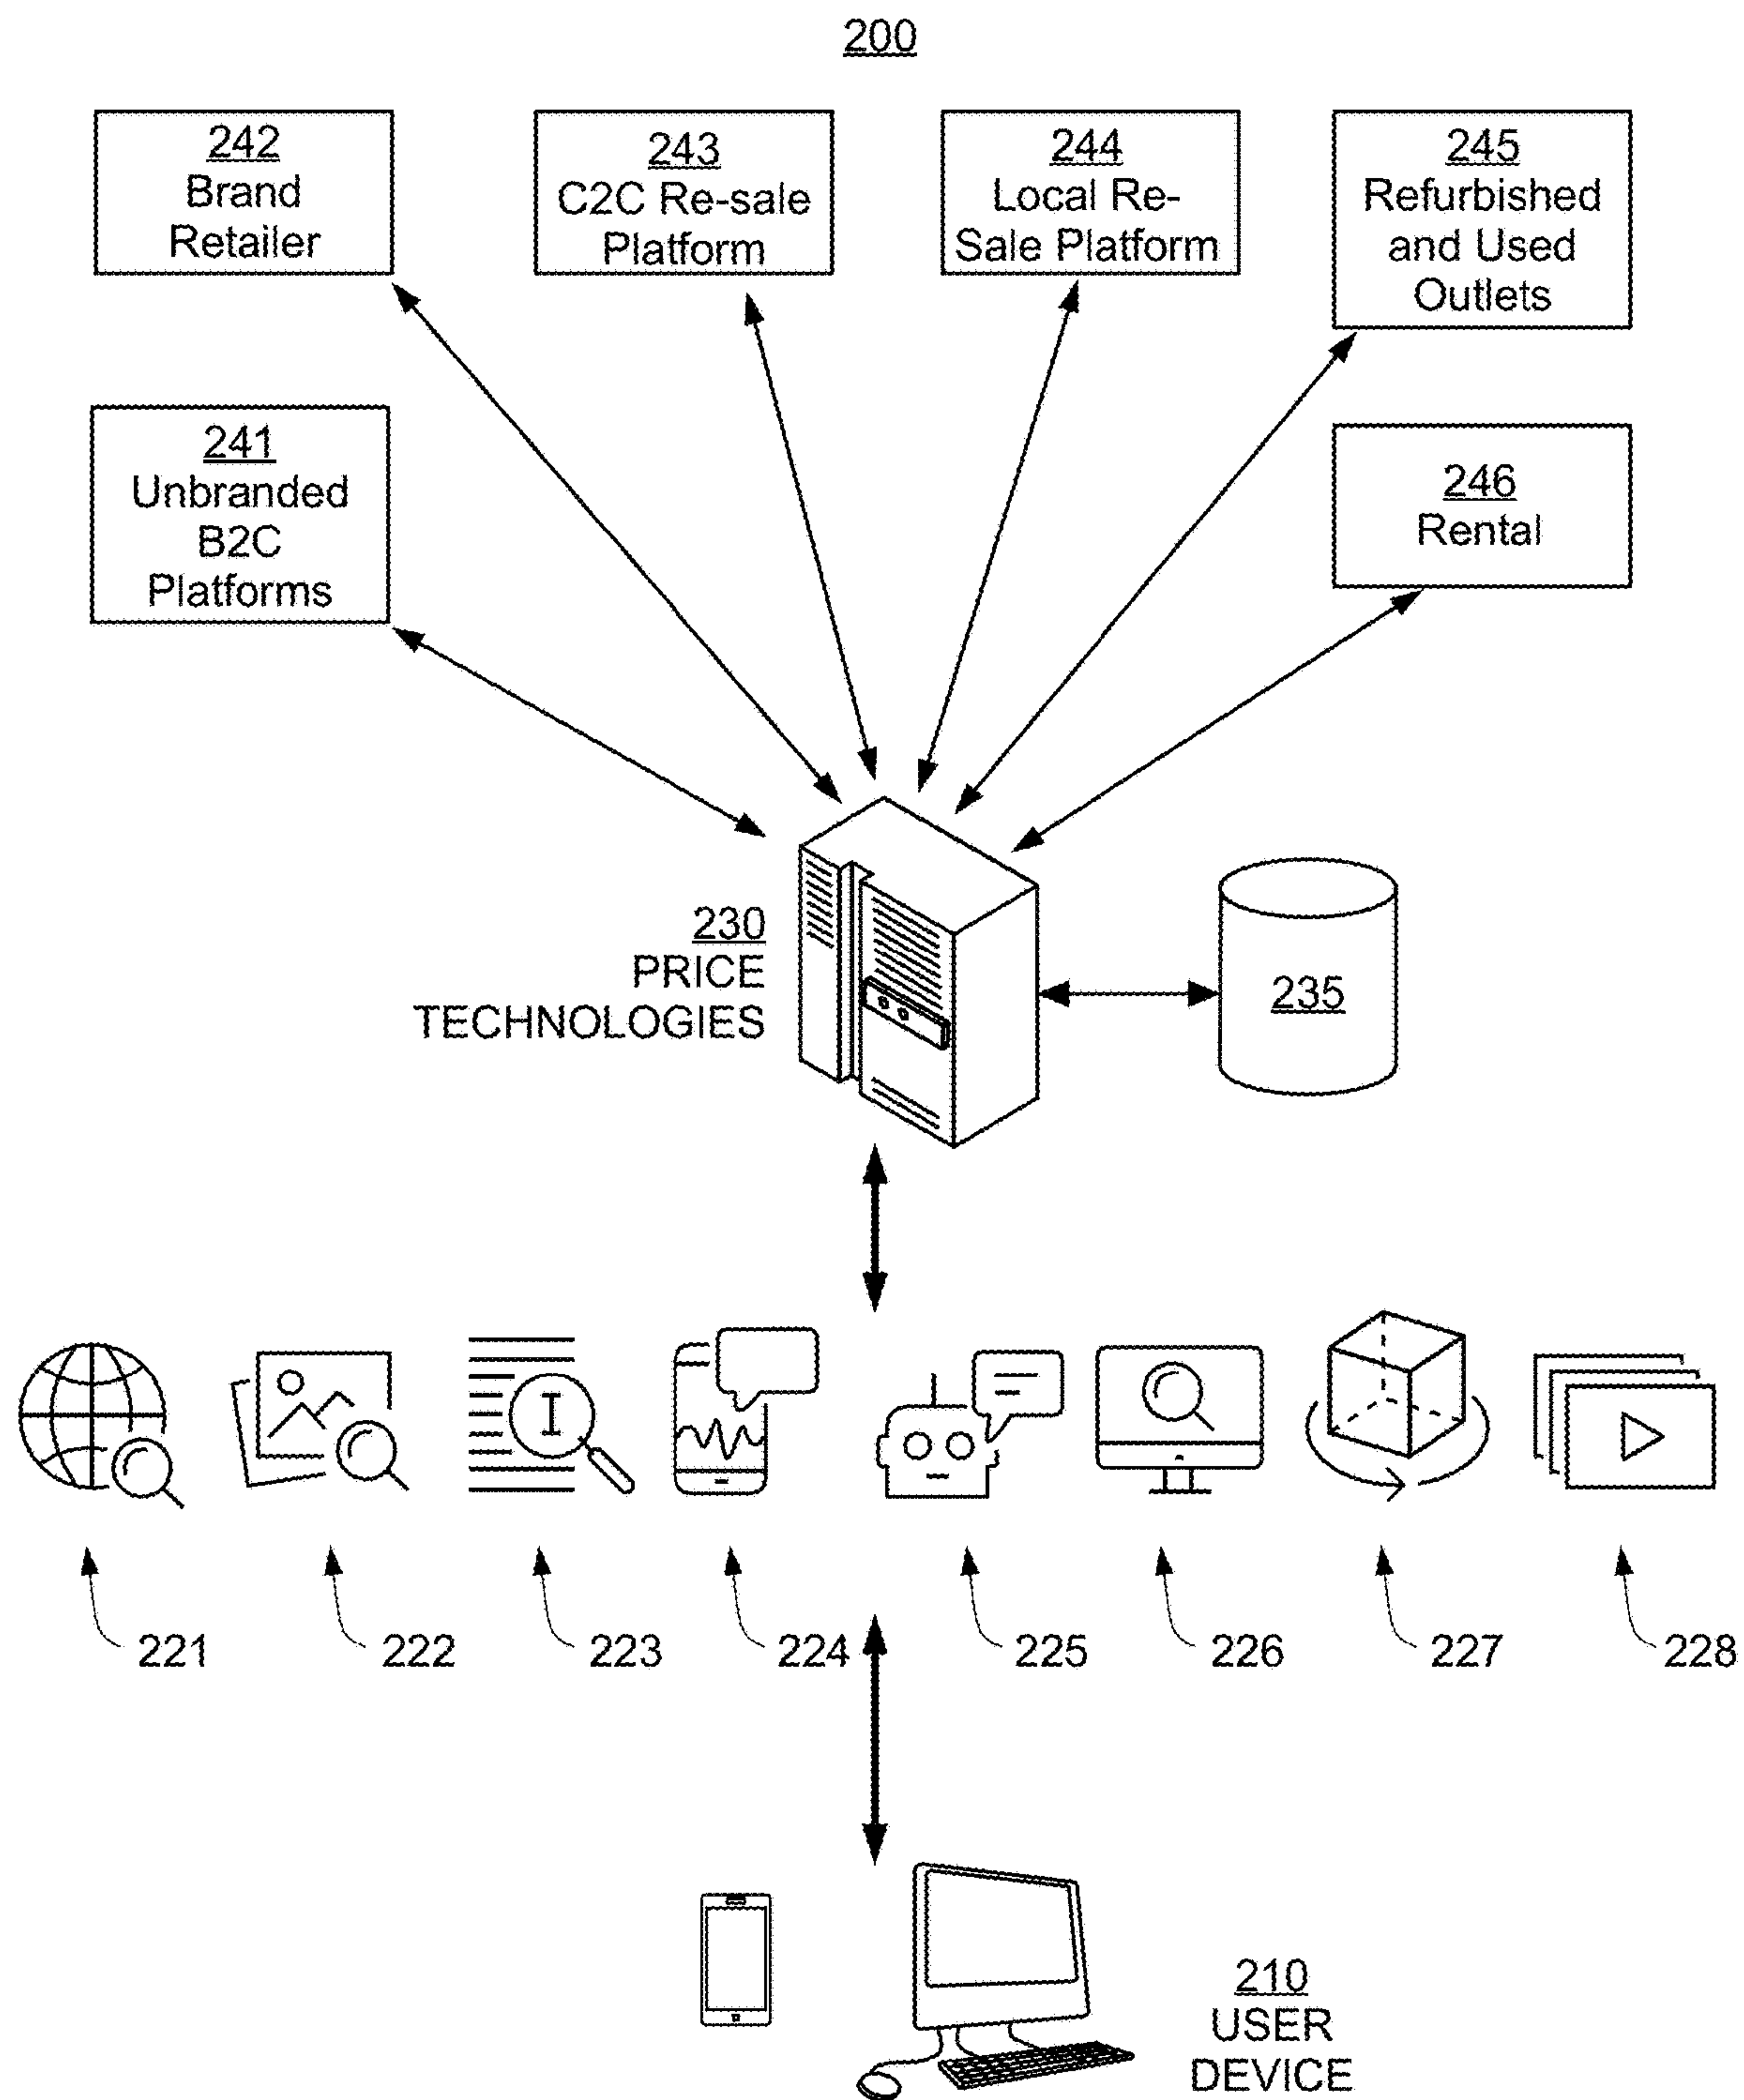 200
242
Brand
Retailer
243
C2C Re-sale
Platform
244
Local Re-
Sale Platform
245
Refurbished
and Used
Outlets
241
Unbranded
B2C
Platforms
246
Rental
230
PRICE
TECHNOLOGIES
235
I
221
222
223
224
225
226
227
228
210
USER
DEVICE